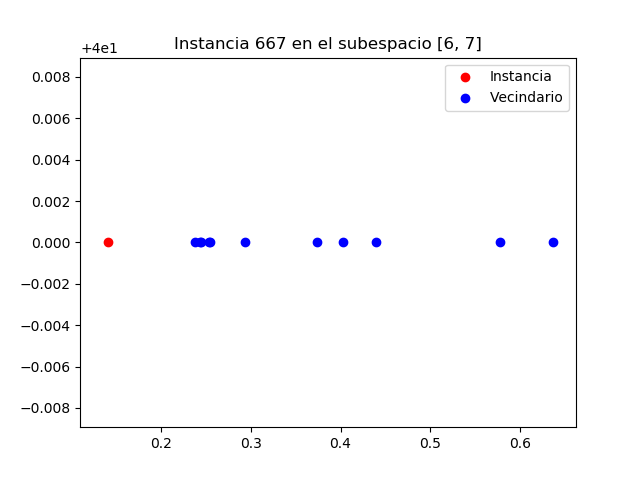 Instancia 667 en el subespacio [6, 7]
+4e1
Instancia
Vecindario
0.008
0.006
0.004
0.002
0.000
−0.002
−0.004
−0.006
−0.008
0.2 0.3 0.4 0.5 0.6